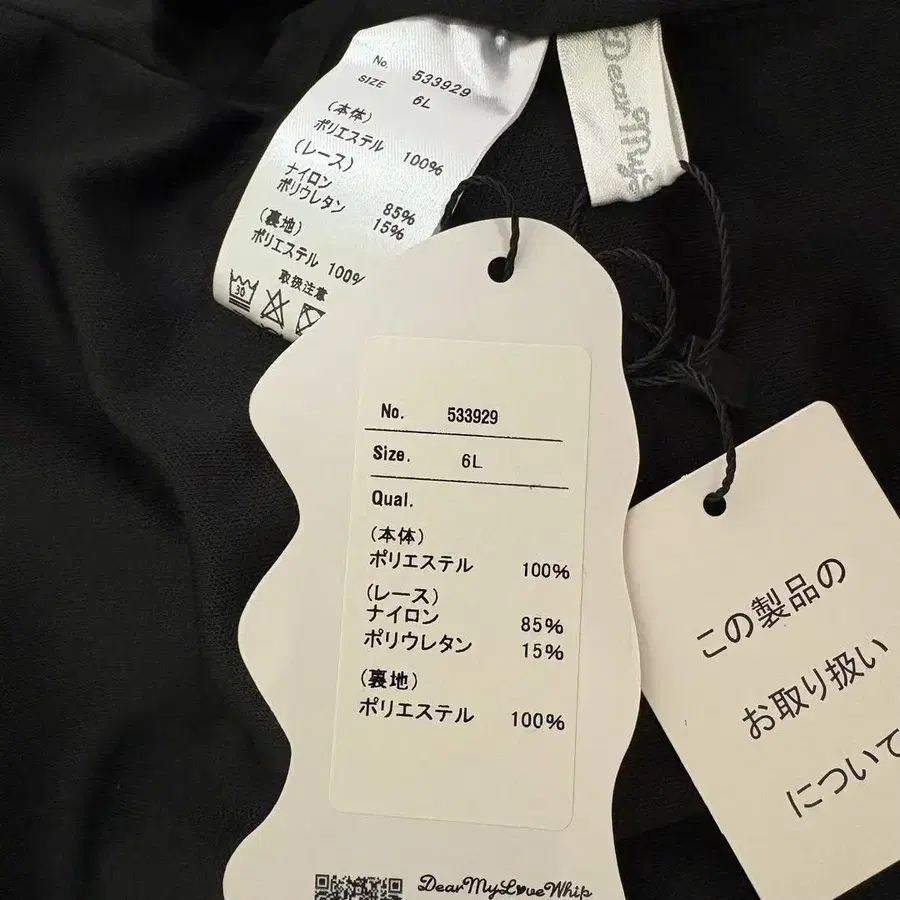 No. 533929
SIZE 6L
(本体)
ポリエステル 100%
(レース)
ナイロン 85%
ポリウレタン 15%
(裏地)
ポリエステル 100%
取扱注意
30
Dear My
No. 533929
Size. 6L
Qual.
(本体)
ポリエステル 100%
(レース)
ナイロン 85%
ポリウレタン 15%
(裏地)
ポリエステル 100%
DearMyL♥veWhip
この製品の
お取り扱い
について